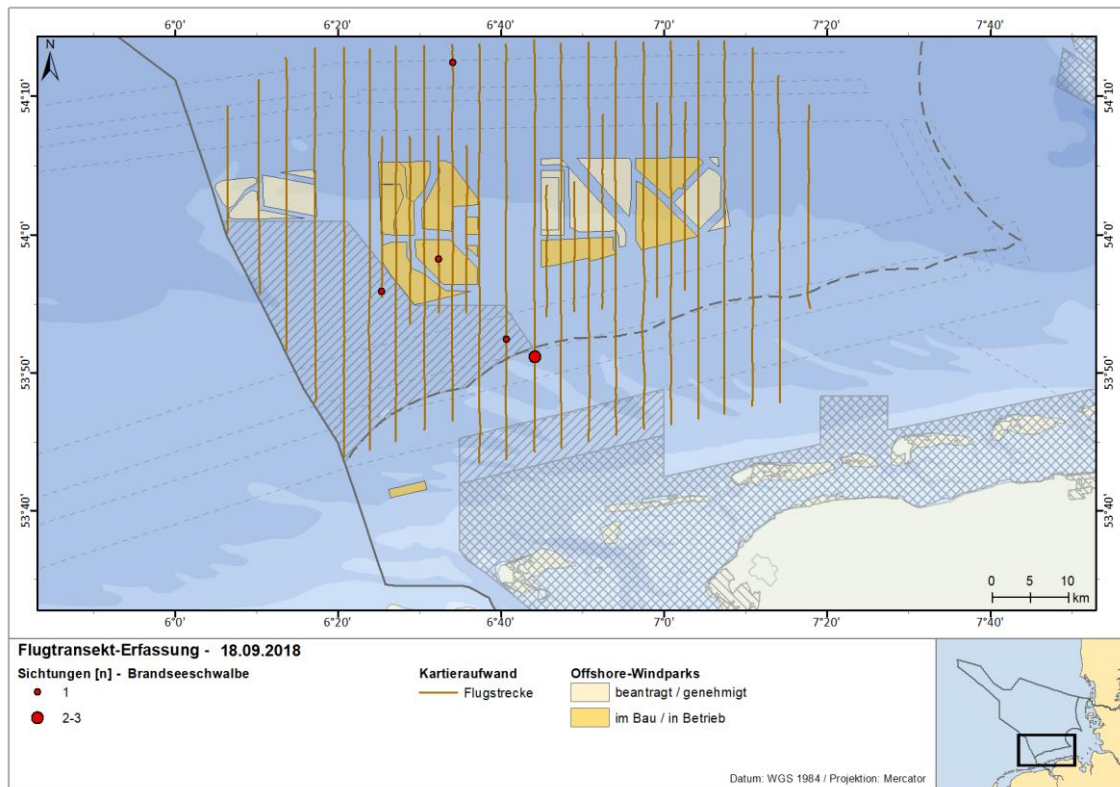 6°0' 6°20' 6°40' 7°0' 7°20' 7°40'
N
54°10' 54°10'
54°0' 54°0'
53°50' 53°50'
53°40' 53°40'
0 5 10
km
6°0' 6°20' 6°40' 7°0' 7°20' 7°40'
Flugtransekt-Erfassung - 18.09.2018
Sichtungen [n] - Brandseeschwalbe
1
2-3
Kartieraufwand
Flugstrecke
Offshore-Windparks
beantragt / genehmigt
im Bau / in Betrieb
Datum: WGS 1984 / Projektion: Mercator